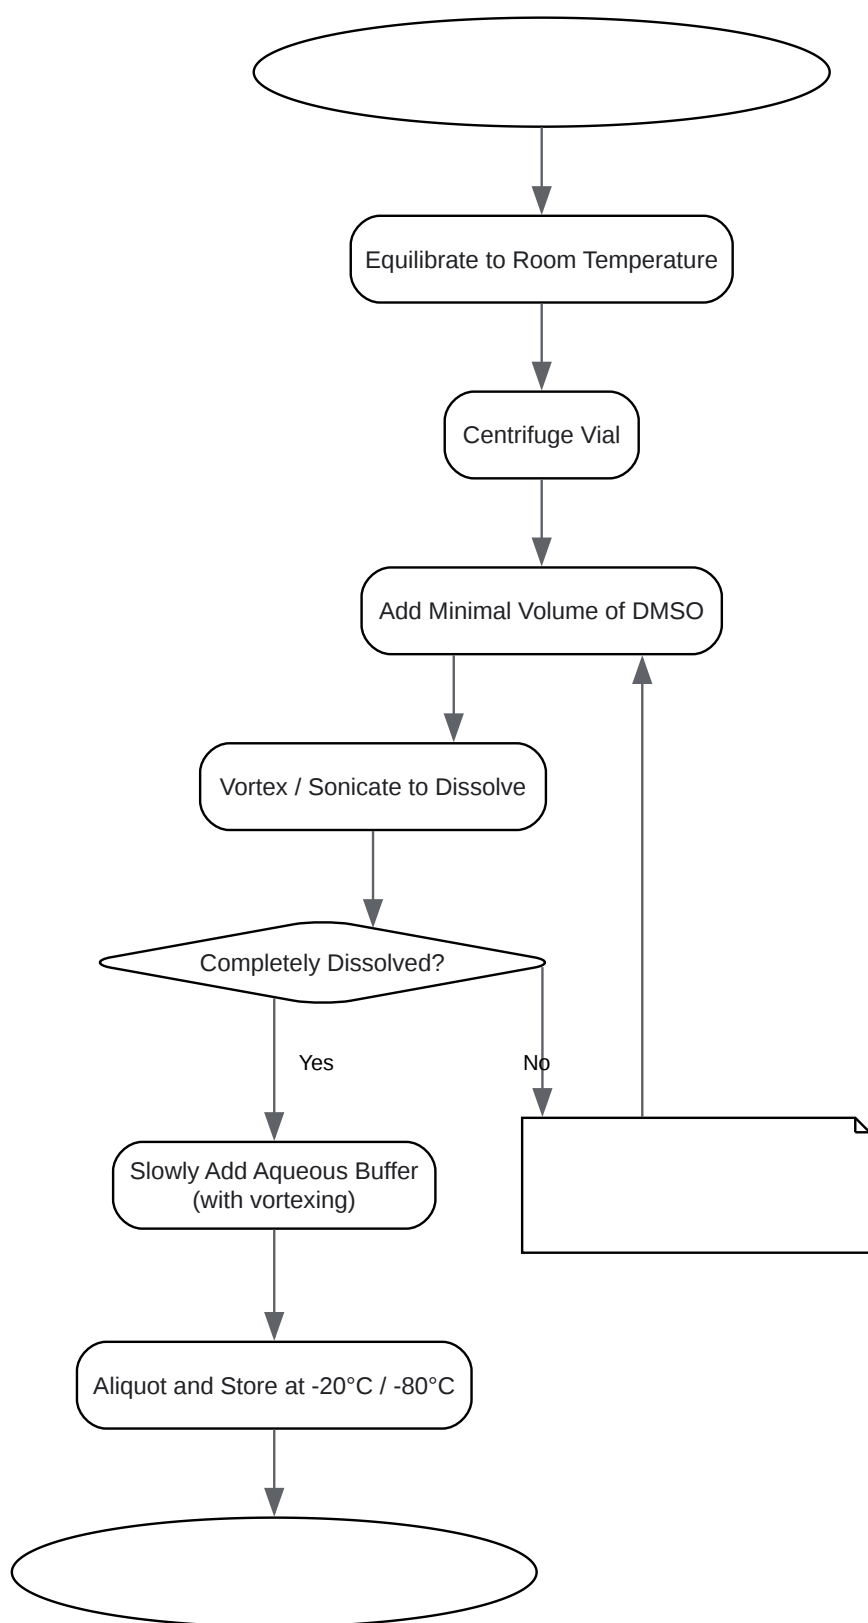 Equilibrate to Room Temperature
Centrifuge Vial
Add Minimal Volume of DMSO
Vortex / Sonicate to Dissolve
Completely Dissolved?
Yes
No
Slowly Add Aqueous Buffer
(with vortexing)
Aliquot and Store at -20°C / -80°C